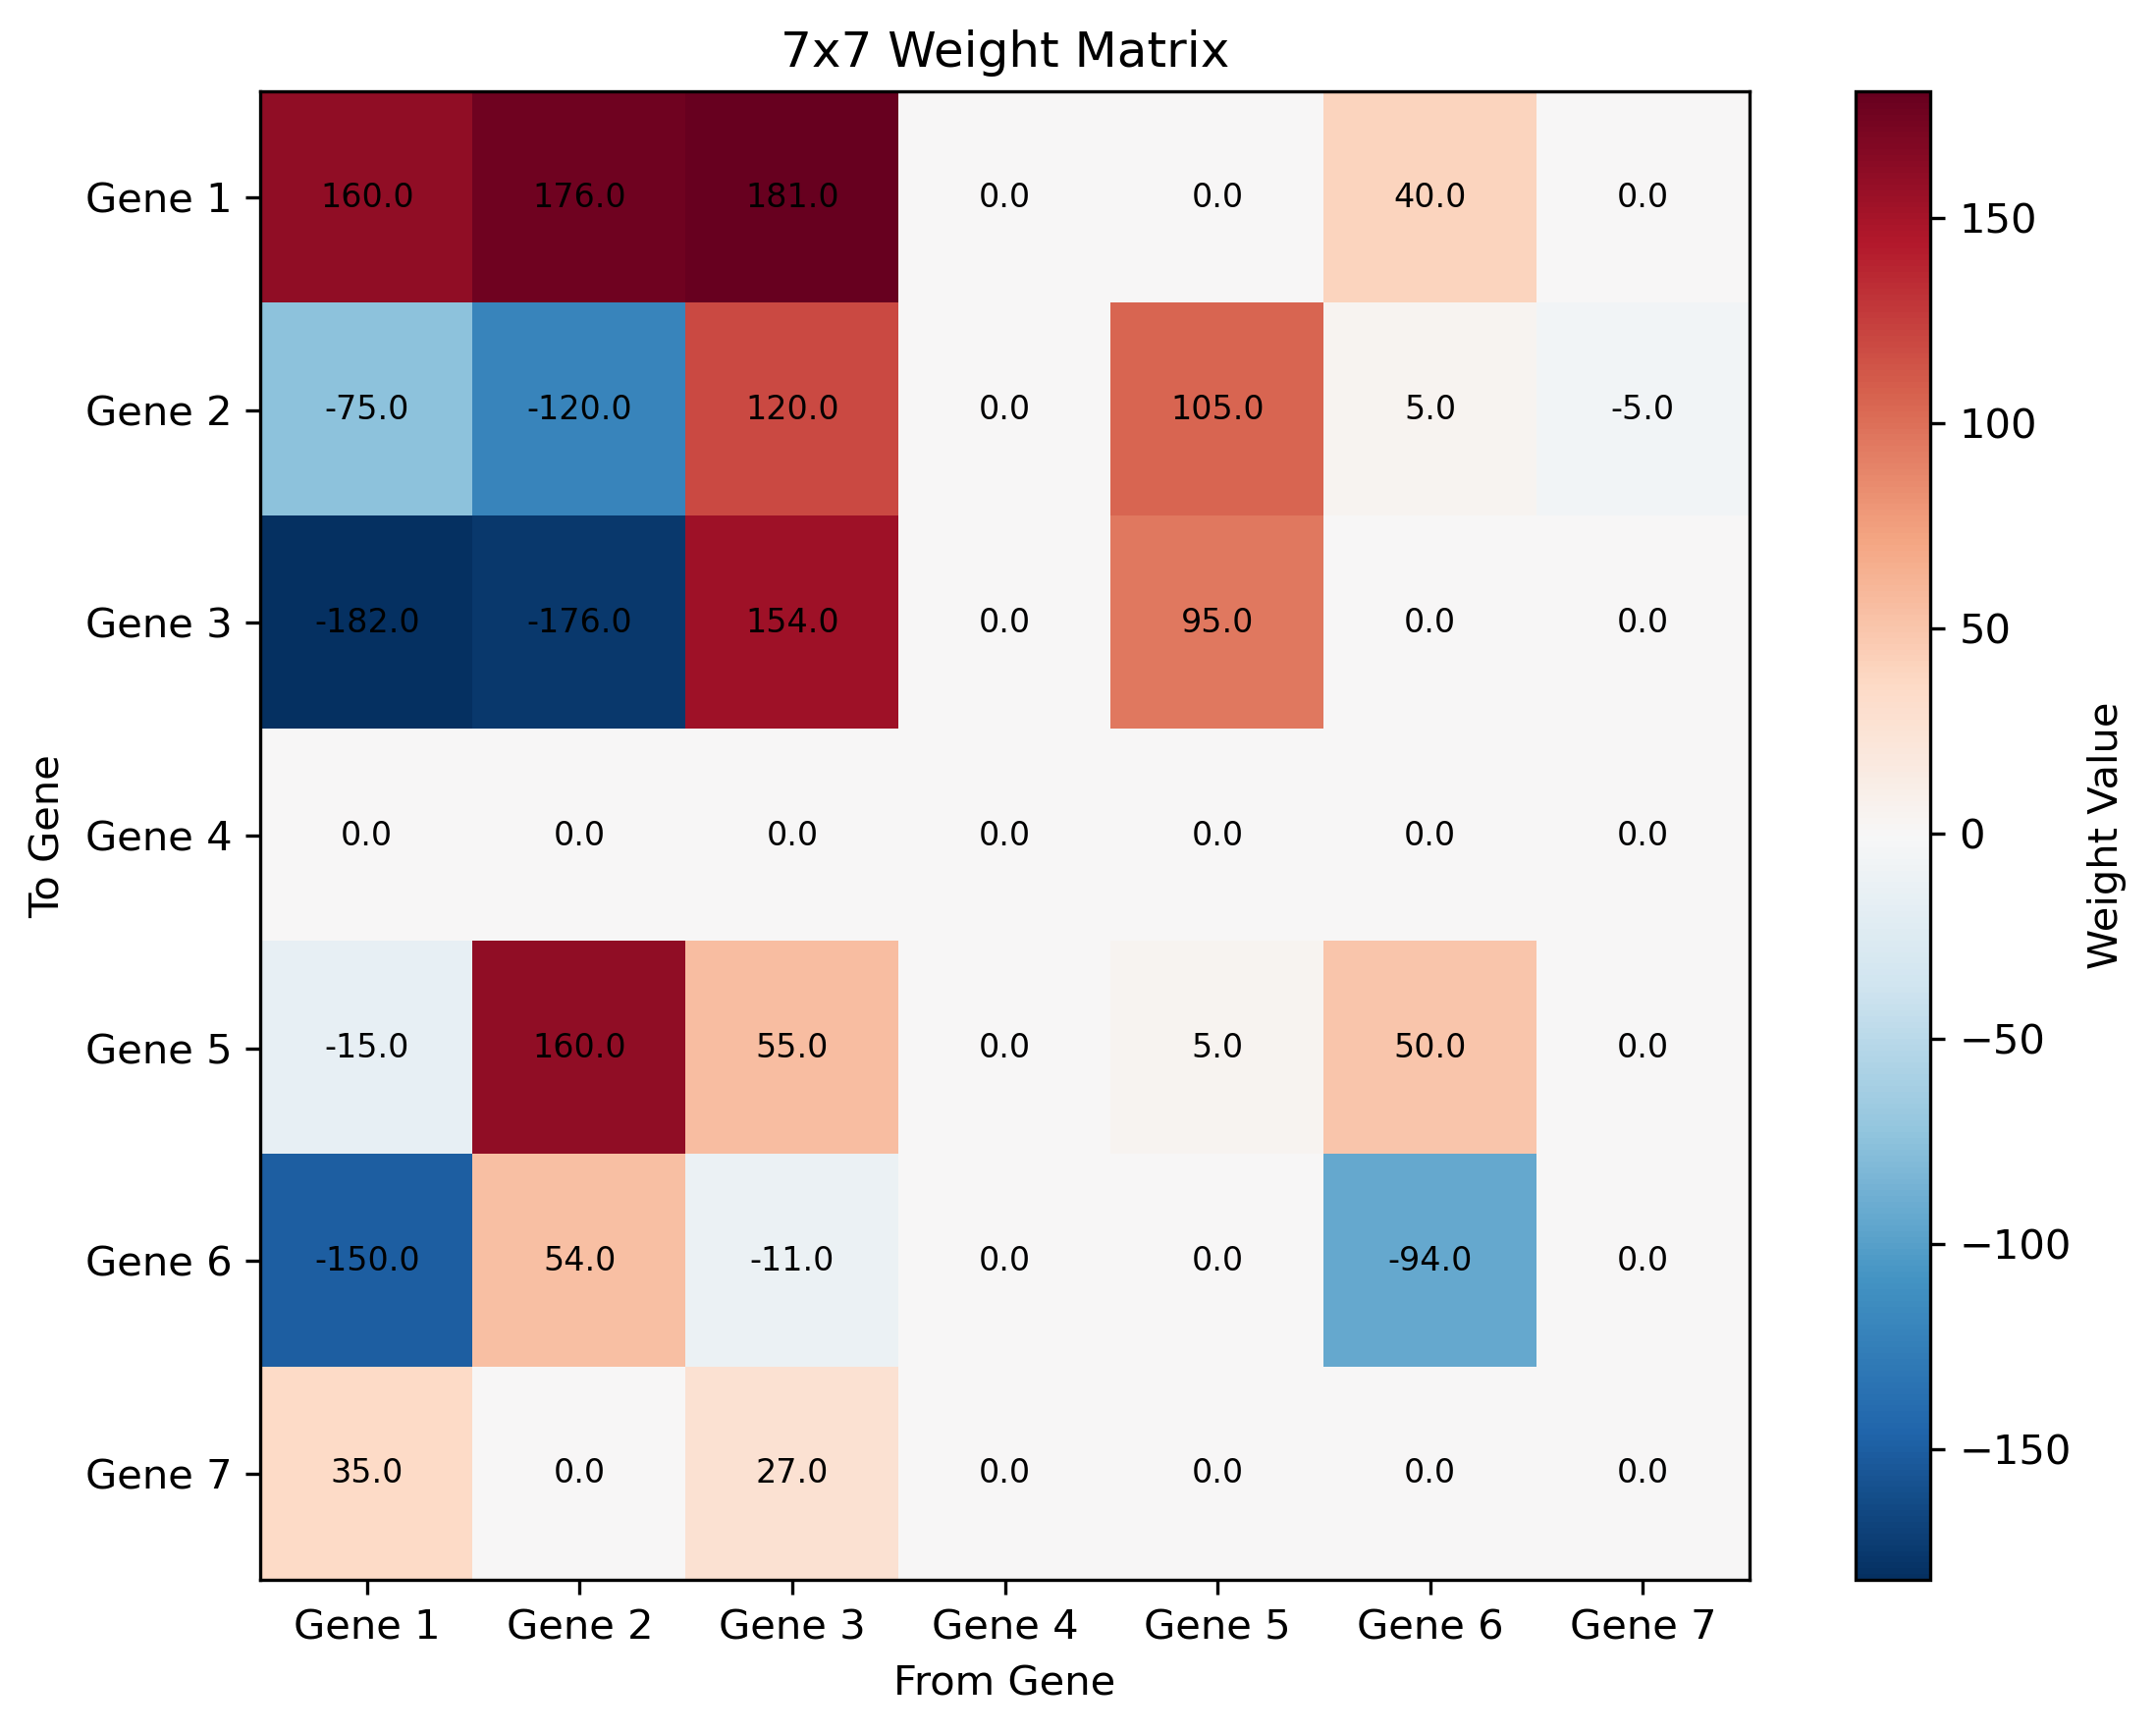 7x7 Weight Matrix
Gene 1 160.0 176.0 181.0 0.0 0.0 40.0 0.0
Gene 2 -75.0 -120.0 120.0 0.0 105.0 5.0 -5.0
Gene 3 -182.0 -176.0 154.0 0.0 95.0 0.0 0.0
Gene 4 0.0 0.0 0.0 0.0 0.0 0.0 0.0
Gene 5 -15.0 160.0 55.0 0.0 5.0 50.0 0.0
Gene 6 -150.0 54.0 -11.0 0.0 0.0 -94.0 0.0
Gene 7 35.0 0.0 27.0 0.0 0.0 0.0 0.0
Gene 1 Gene 2 Gene 3 Gene 4 Gene 5 Gene 6 Gene 7
From Gene
To Gene
150
100
50
0
−50
−100
−150
Weight Value